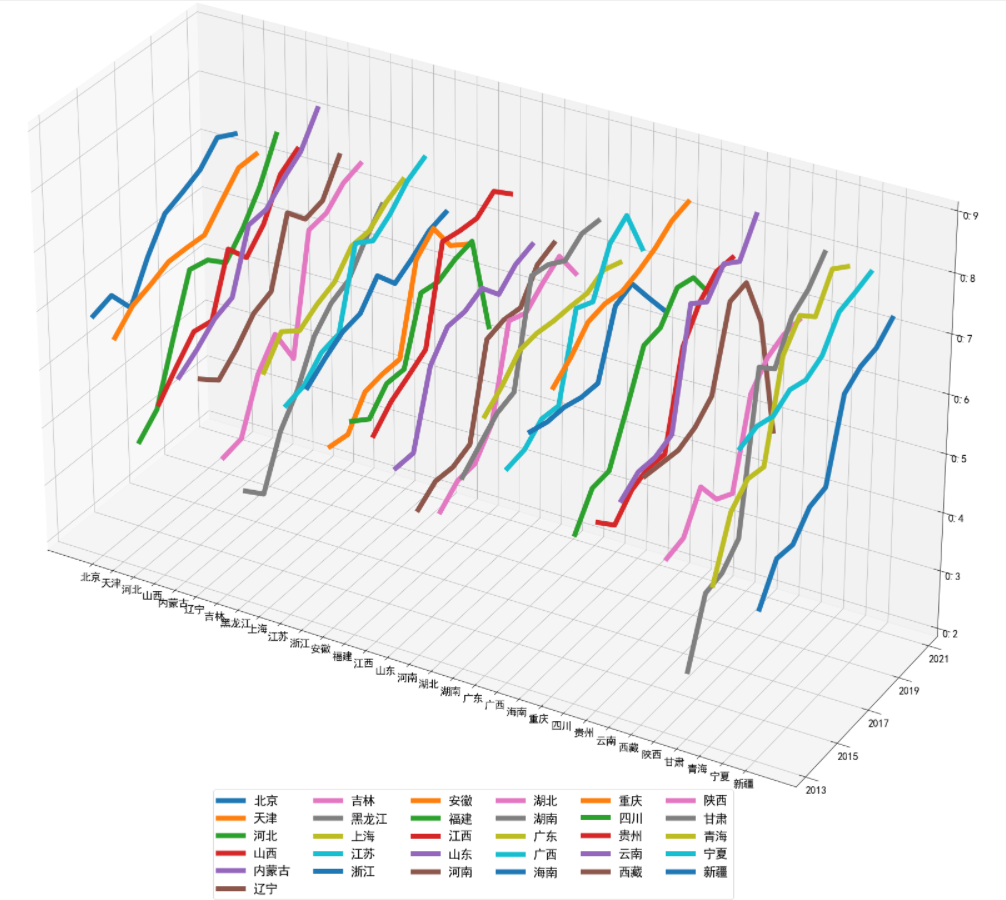 0.9
0.8
0.7
0.6
0.5
0.4
0.3
0.2
2021
2019
2017
2015
2013
北京
天津
河北
山西
内蒙古
辽宁
吉林
黑龙江
上海
江苏
浙江
安徽
福建
江西
山东
河南
湖北
湖南
广东
广西
海南
重庆
四川
贵州
云南
西藏
陕西
甘肃
青海
宁夏
新疆
北京 吉林 安徽 湖北 重庆 陕西
天津 黑龙江 福建 湖南 四川 甘肃
河北 上海 江西 广东 贵州 青海
山西 江苏 山东 广西 云南 宁夏
内蒙古 浙江 河南 海南 西藏 新疆
辽宁